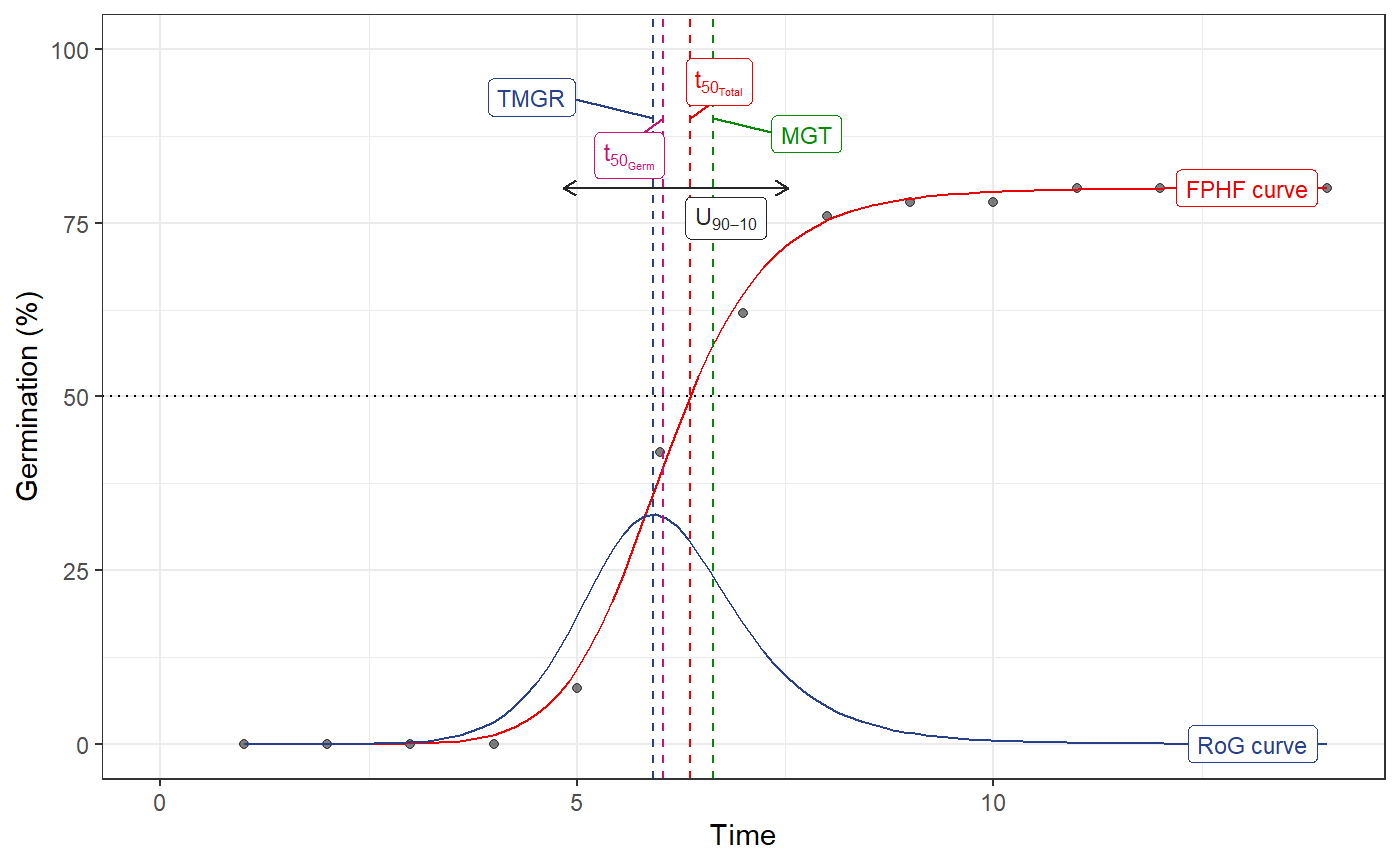 100
75
50
25
0
Germination (%)
TMGR
t50Total
t50Germ
MGT
U90–10
FPHF curve
RoG curve
0 5 10
Time